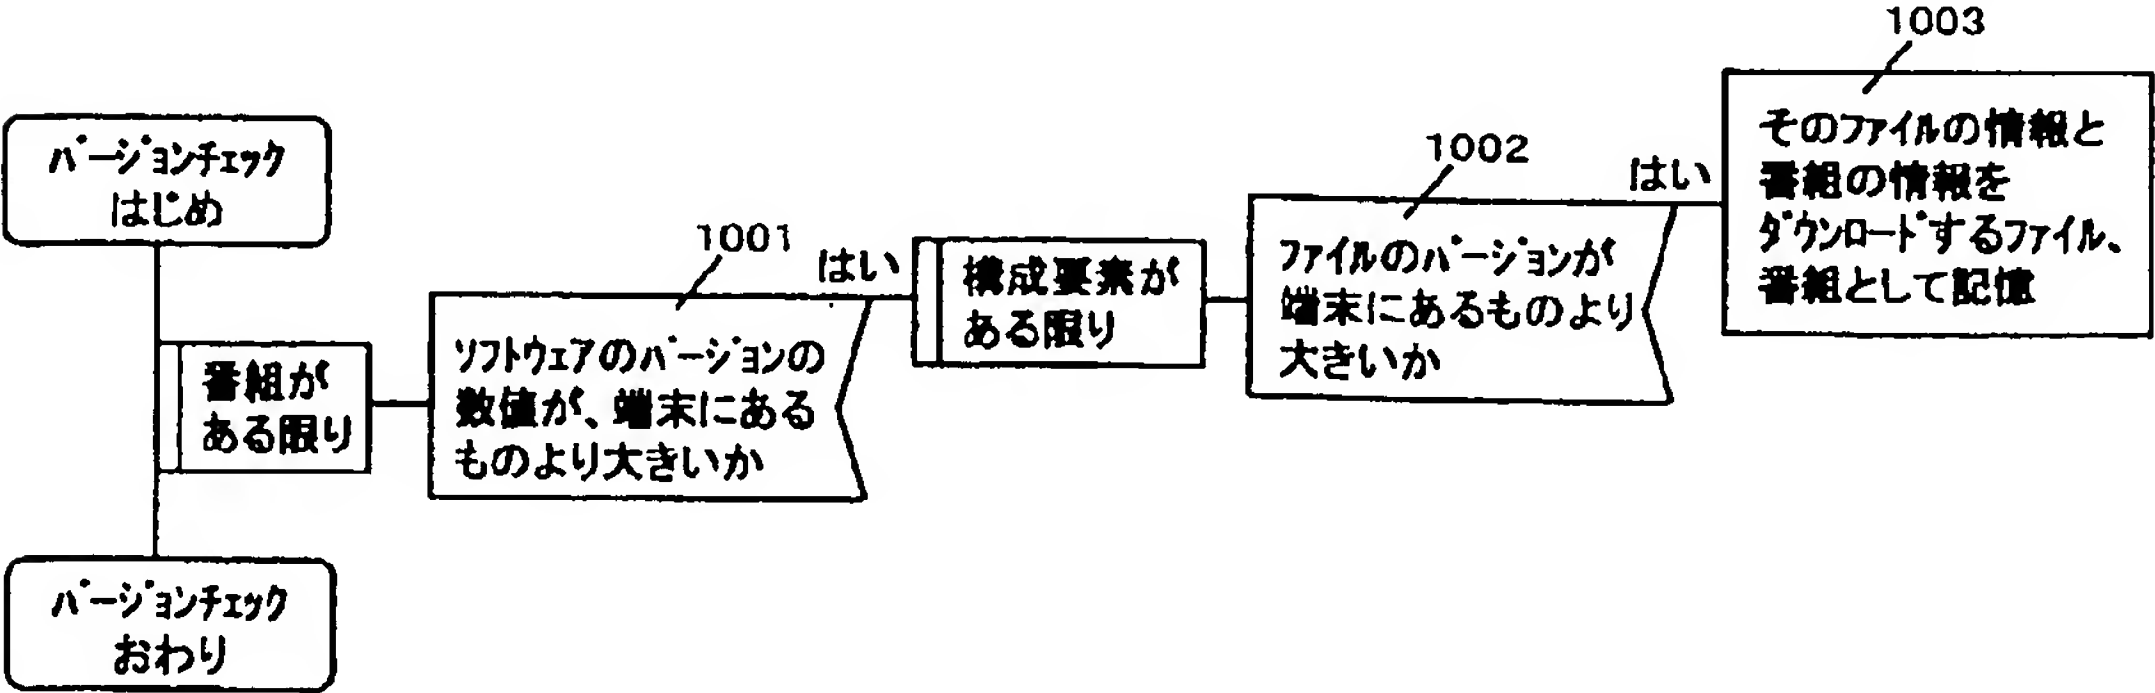 バージョンチェック
はじめ
番組が
ある限り
1001
はい
ソフトウェアのバージョンの
数値が、端末にある
ものより大きいか
構成要素が
ある限り
1002
はい
ファイルのバージョンが
端末にあるものより
大きいか
1003
そのファイルの情報と
番組の情報を
ダウンロードするファイル、
番組として記憶
バージョンチェック
おわり